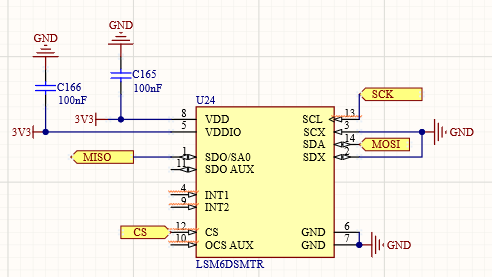 GND
GND
C166
100nF
C165
100nF
3V3
3V3
U24
8 VDD
5 VDDIO
MISO
1 SDO/SA0
11 SDO AUX
4 INT1
9 INT2
CS
12 CS
10 OCS AUX
SCL 13
SCK
SCX 3
GND
SDA 14
MOSI
SDX 2
GND 6
GND 7
GND
LSM6DSMTR